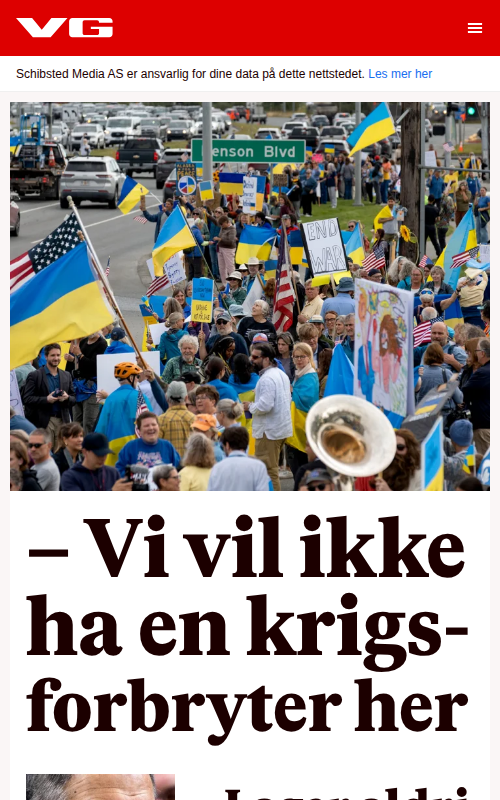 VG
Schibsted Media AS er ansvarlig for dine data på dette nettstedet. Les mer her
enson Blvd
END
WAR
– Vi vil ikke
ha en krigs-
forbryter her